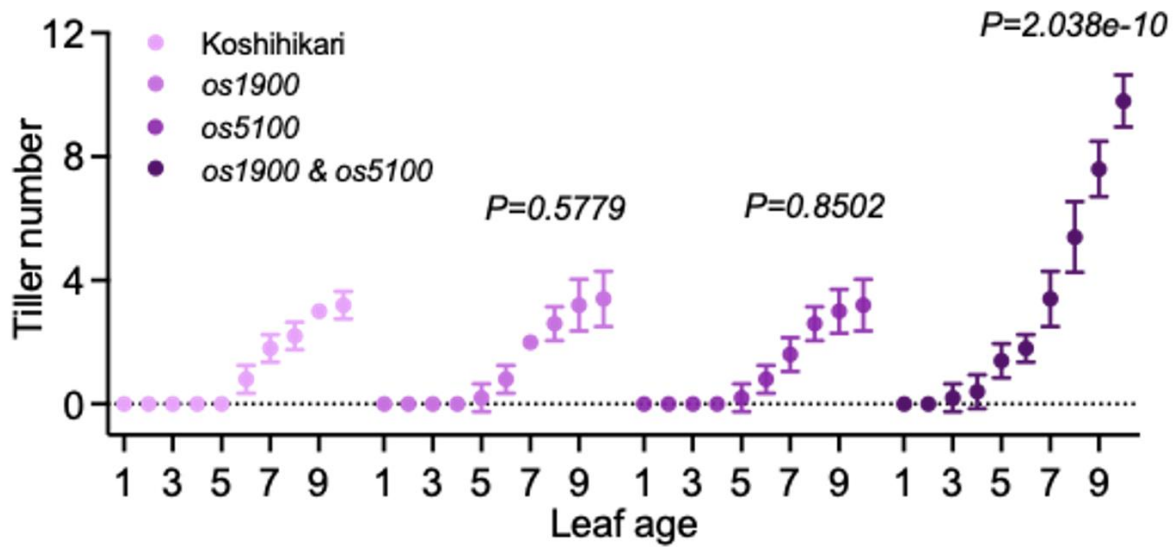 P=2.038e-10
12
Koshihikari
os1900
os5100
8
os1900 & os5100
P=0.5779 P=0.8502
Tiller number
4
0
1 3 5 7 9 1 3 5 7 9 1 3 5 7 9 1 3 5 7 9
Leaf age